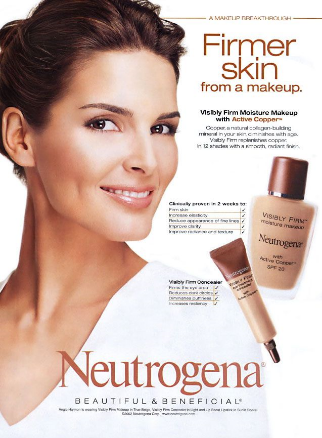 A MAKEUP BREAKTHROUGH
Firmer
skin
from a makeup.
Visibly Firm Moisture Makeup
with Active Copper™
Copper, a natural collagen-building
mineral in your skin, diminishes with age.
Visibly Firm replenishes copper
in 12 shades with a smooth, radiant finish.
Clinically proven in 2 weeks to:
Firm skin
Increase elasticity
Reduce appearance of fine lines
Improve clarity
Improve radiance and texture
VISIBLY FIRM™
moisture makeup
Neutrogena®
with
Active Copper™
SPF 20
Visibly Firm Concealer
Firms the eye area
Reduces dark circles
Diminishes puffiness
Increases resiliency
Neutrogena®
BEAUTIFUL & BENEFICIAL®